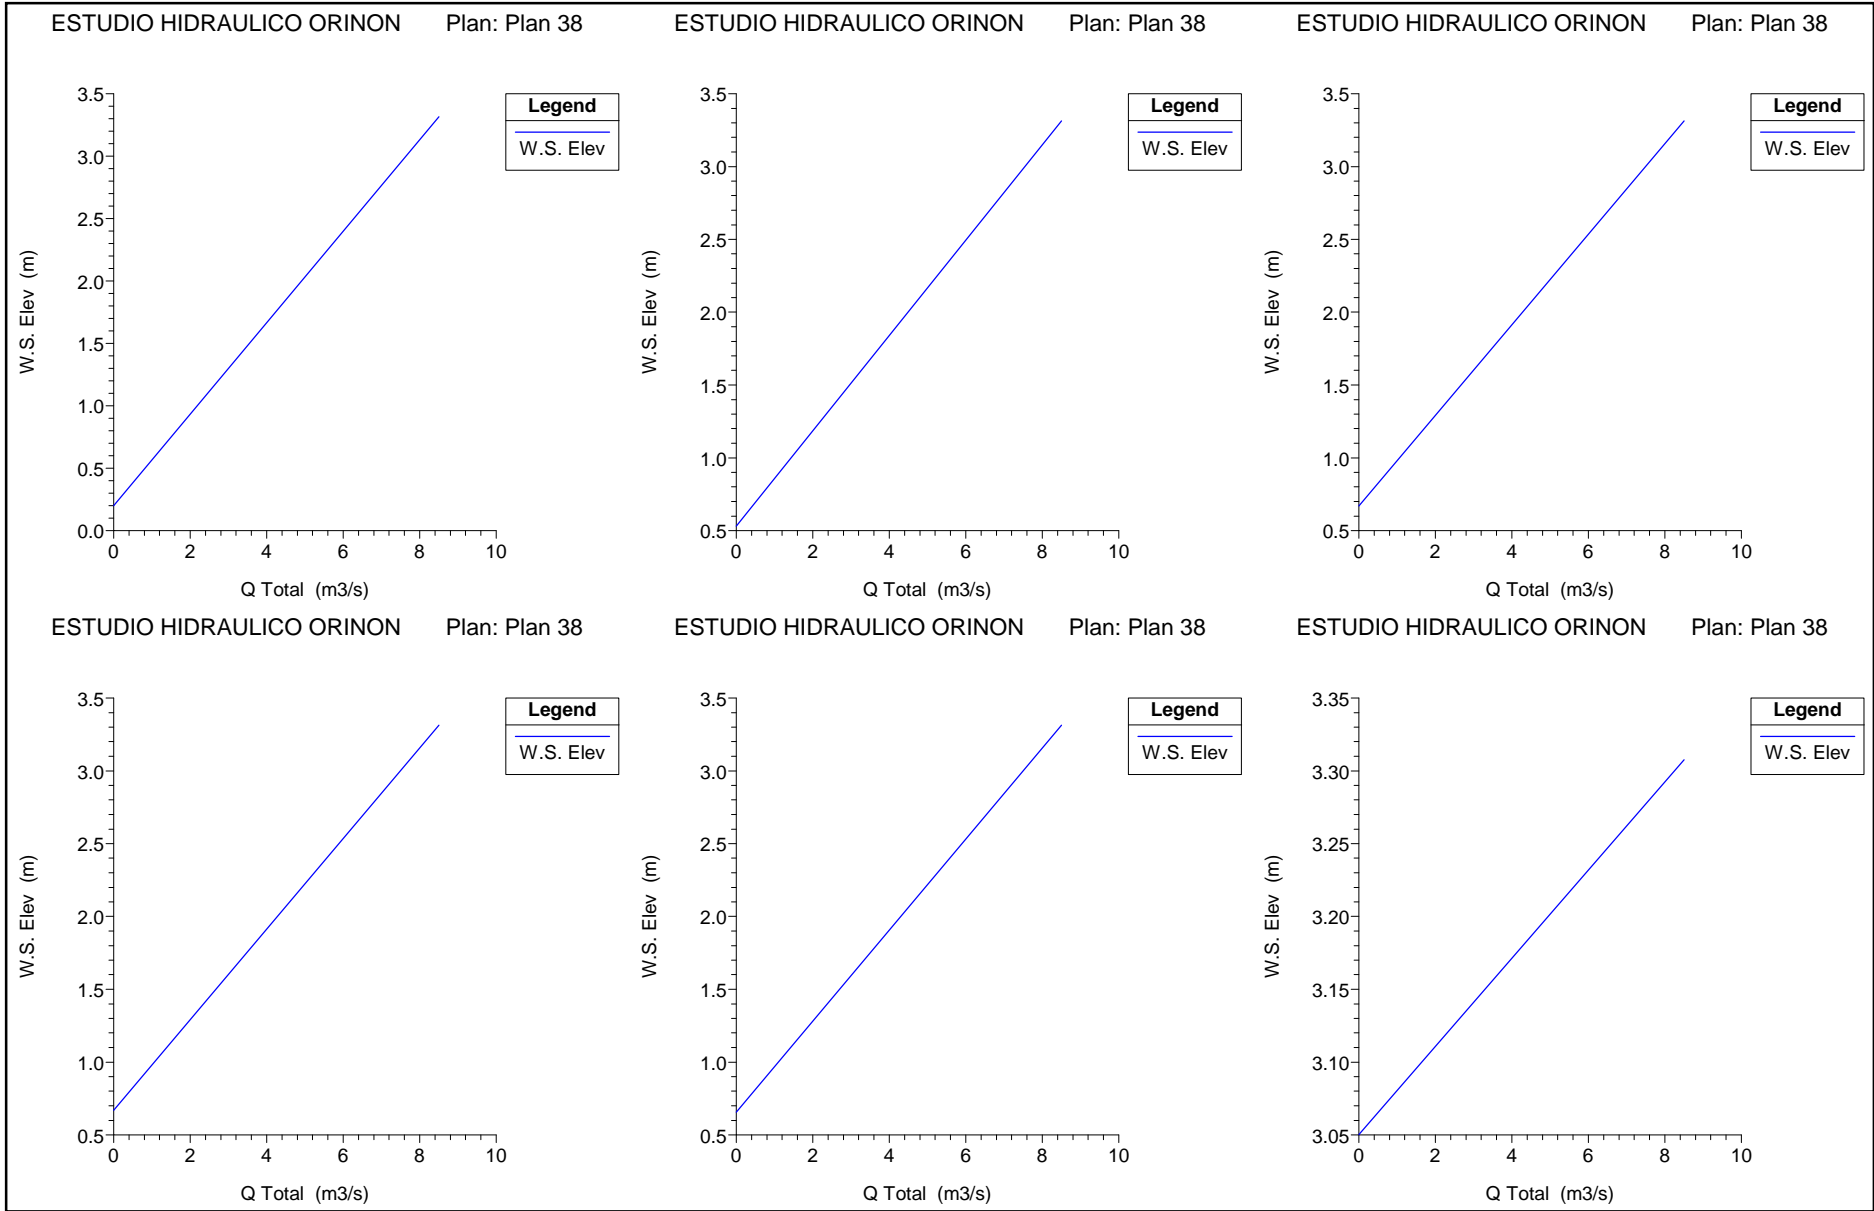 ESTUDIO HIDRAULICO ORINON Plan: Plan 38
3.5
3.0
2.5
2.0
1.5
1.0
0.5
0.0
W.S. Elev (m)
0 2 4 6 8 10
Q Total (m3/s)
Legend
W.S. Elev
ESTUDIO HIDRAULICO ORINON Plan: Plan 38
3.5
3.0
2.5
2.0
1.5
1.0
0.5
W.S. Elev (m)
0 2 4 6 8 10
Q Total (m3/s)
Legend
W.S. Elev
ESTUDIO HIDRAULICO ORINON Plan: Plan 38
3.5
3.0
2.5
2.0
1.5
1.0
0.5
W.S. Elev (m)
0 2 4 6 8 10
Q Total (m3/s)
Legend
W.S. Elev
ESTUDIO HIDRAULICO ORINON Plan: Plan 38
3.5
3.0
2.5
2.0
1.5
1.0
0.5
W.S. Elev (m)
0 2 4 6 8 10
Q Total (m3/s)
Legend
W.S. Elev
ESTUDIO HIDRAULICO ORINON Plan: Plan 38
3.5
3.0
2.5
2.0
1.5
1.0
0.5
W.S. Elev (m)
0 2 4 6 8 10
Q Total (m3/s)
Legend
W.S. Elev
ESTUDIO HIDRAULICO ORINON Plan: Plan 38
3.35
3.30
3.25
3.20
3.15
3.10
3.05
W.S. Elev (m)
0 2 4 6 8 10
Q Total (m3/s)
Legend
W.S. Elev